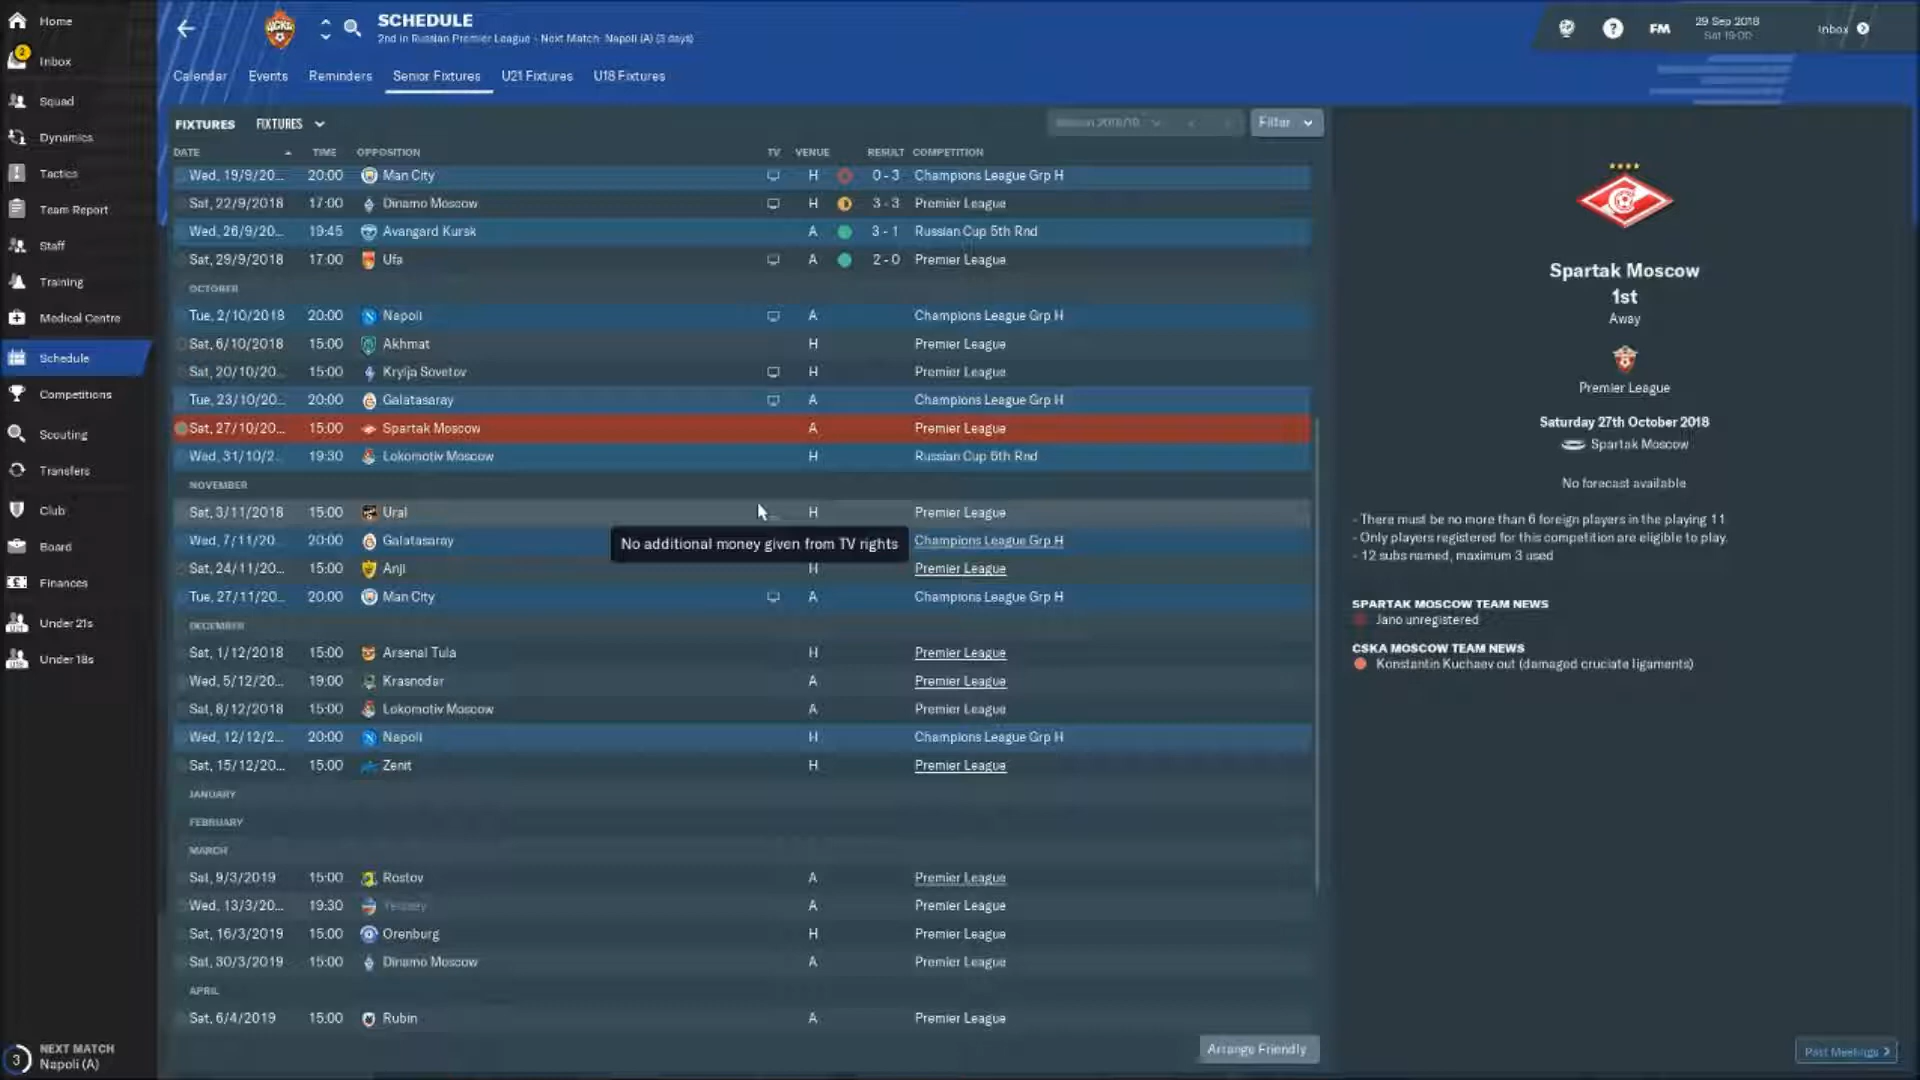 Home
Inbox
2
Squad
Dynamics
Tactics
Team Report
Staff
Training
Medical Centre
Schedule
Competitions
Scouting
Transfers
Club
Board
Finances
Under 21s
Under 18s
3 NEXT MATCH
Napoli (A)
SCHEDULE
2nd in Russian Premier League - Next Match: Napoli (A) (3 days)
FM
29 Sep 2018
Sat 19:00
Inbox
Calendar Events Reminders Senior Fixtures U21 Fixtures U18 Fixtures
FIXTURES FIXTURES Season 2018/19 Filter
DATE TIME OPPOSITION TV VENUE RESULT COMPETITION
Wed, 19/9/20... 20:00 Man City H 0 - 3 Champions League Grp H
Sat, 22/9/2018 17:00 Dinamo Moscow H 3 - 3 Premier League
Wed, 26/9/20... 19:45 Avangard Kursk A 3 - 1 Russian Cup 5th Rnd
Sat, 29/9/2018 17:00 Ufa A 2 - 0 Premier League
OCTOBER
Tue, 2/10/2018 20:00 Napoli A Champions League Grp H
Sat, 6/10/2018 15:00 Akhmat H Premier League
Sat, 20/10/20... 15:00 Krylja Sovetov H Premier League
Tue, 23/10/20... 20:00 Galatasaray A Champions League Grp H
Sat, 27/10/20... 15:00 Spartak Moscow A Premier League
Wed, 31/10/2... 19:30 Lokomotiv Moscow H Russian Cup 6th Rnd
NOVEMBER
Sat, 3/11/2018 15:00 Ural H Premier League
Wed, 7/11/20... 20:00 Galatasaray Champions League Grp H
No additional money given from TV rights
Sat, 24/11/20... 15:00 Anji H Premier League
Tue, 27/11/20... 20:00 Man City A Champions League Grp H
DECEMBER
Sat, 1/12/2018 15:00 Arsenal Tula H Premier League
Wed, 5/12/20... 19:00 Krasnodar A Premier League
Sat, 8/12/2018 15:00 Lokomotiv Moscow A Premier League
Wed, 12/12/2... 20:00 Napoli H Champions League Grp H
Sat, 15/12/20... 15:00 Zenit H Premier League
JANUARY
FEBRUARY
MARCH
Sat, 9/3/2019 15:00 Rostov A Premier League
Wed, 13/3/20... 19:30 A Premier League
Sat, 16/3/2019 15:00 Orenburg H Premier League
Sat, 30/3/2019 15:00 Dinamo Moscow A Premier League
APRIL
Sat, 6/4/2019 15:00 Rubin A Premier League
Arrange Friendly
Spartak Moscow
1st
Away
Premier League
Saturday 27th October 2018
Spartak Moscow
No forecast available
- There must be no more than 6 foreign players in the playing 11
- Only players registered for this competition are eligible to play.
- 12 subs named, maximum 3 used
SPARTAK MOSCOW TEAM NEWS
Jano unregistered
CSKA MOSCOW TEAM NEWS
Konstantin Kuchaev out (damaged cruciate ligaments)
Past Meetings